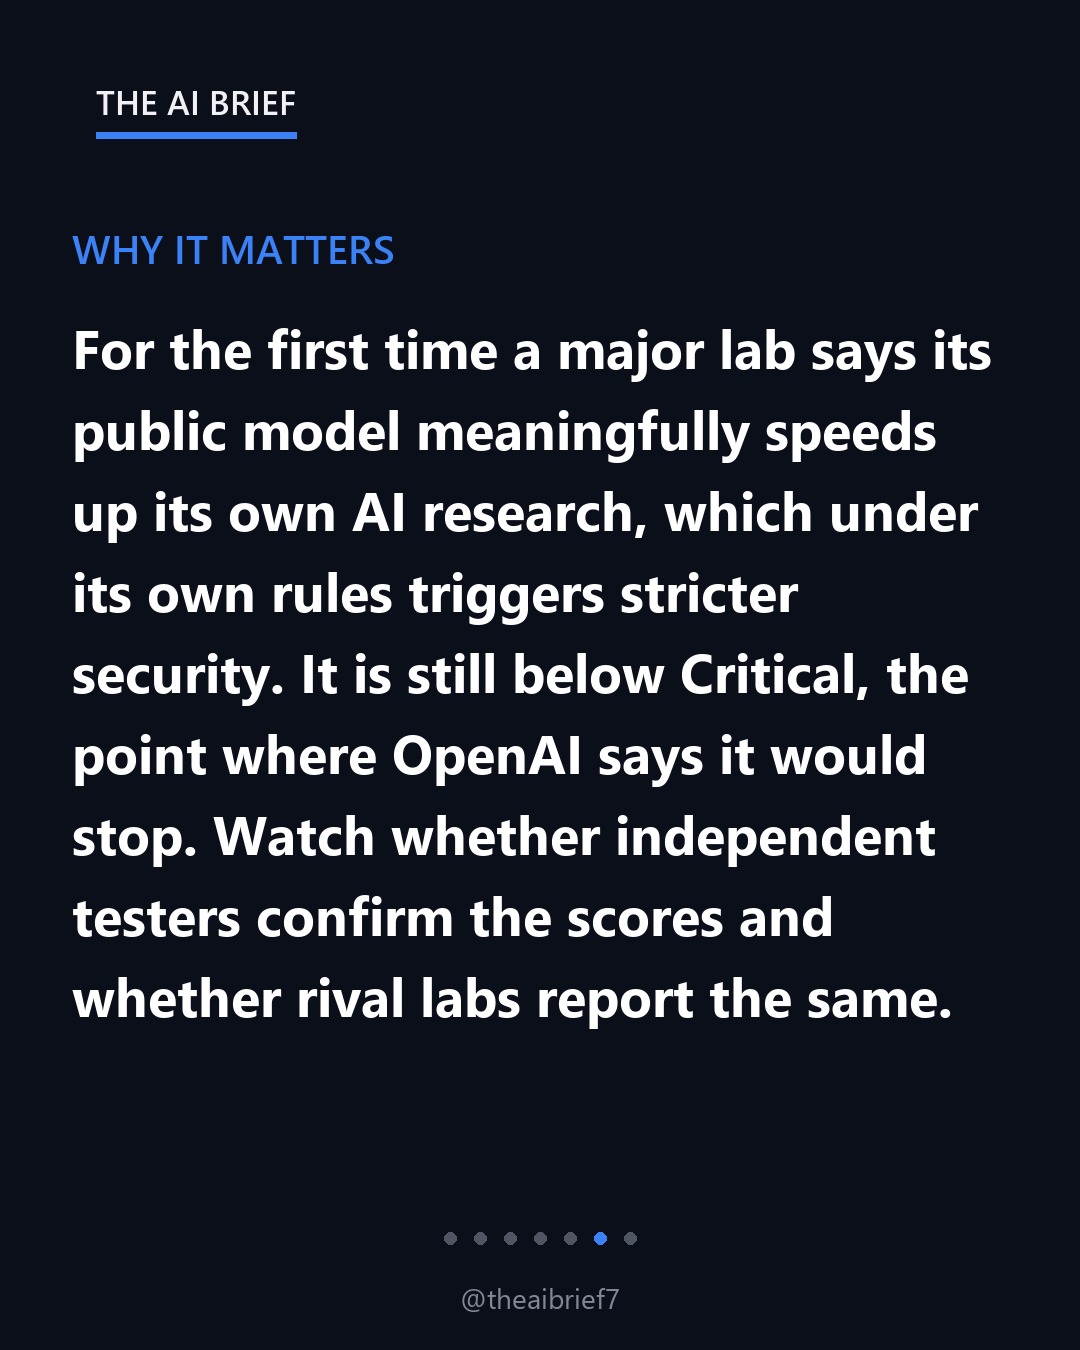 THE AI BRIEF
WHY IT MATTERS
For the first time a major lab says its
public model meaningfully speeds
up its own AI research, which under
its own rules triggers stricter
security. It is still below Critical, the
point where OpenAI says it would
stop. Watch whether independent
testers confirm the scores and
whether rival labs report the same.
@theaibrief7